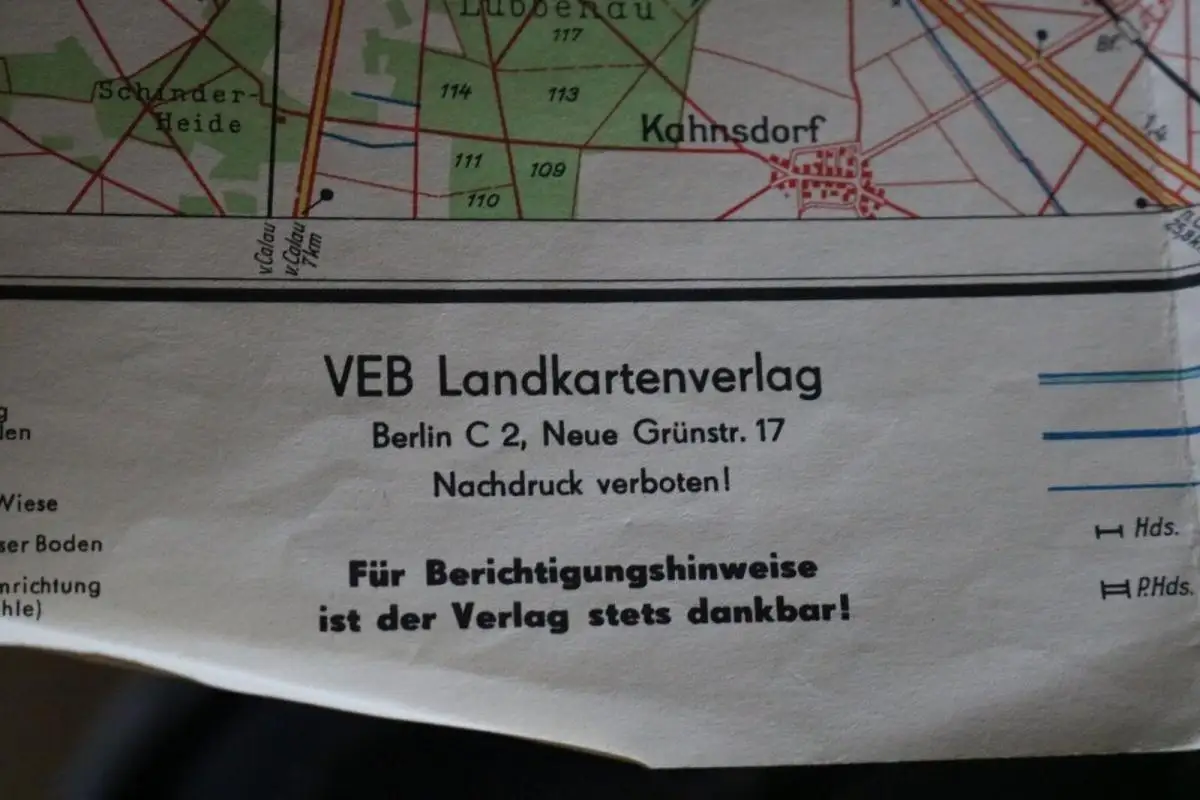 Lübbenau
117
Bf.
Schinder-
Heide
114
113
Kahnsdorf
111
109
110
v. Calau
v. Calau
7km
VEB Landkartenverlag
Berlin C 2, Neue Grünstr. 17
Nachdruck verboten!
Für Berichtigungshinweise
ist der Verlag stets dankbar!
Wiese
ser Boden
nrichtung
hle)
Hds.
P.Hds.